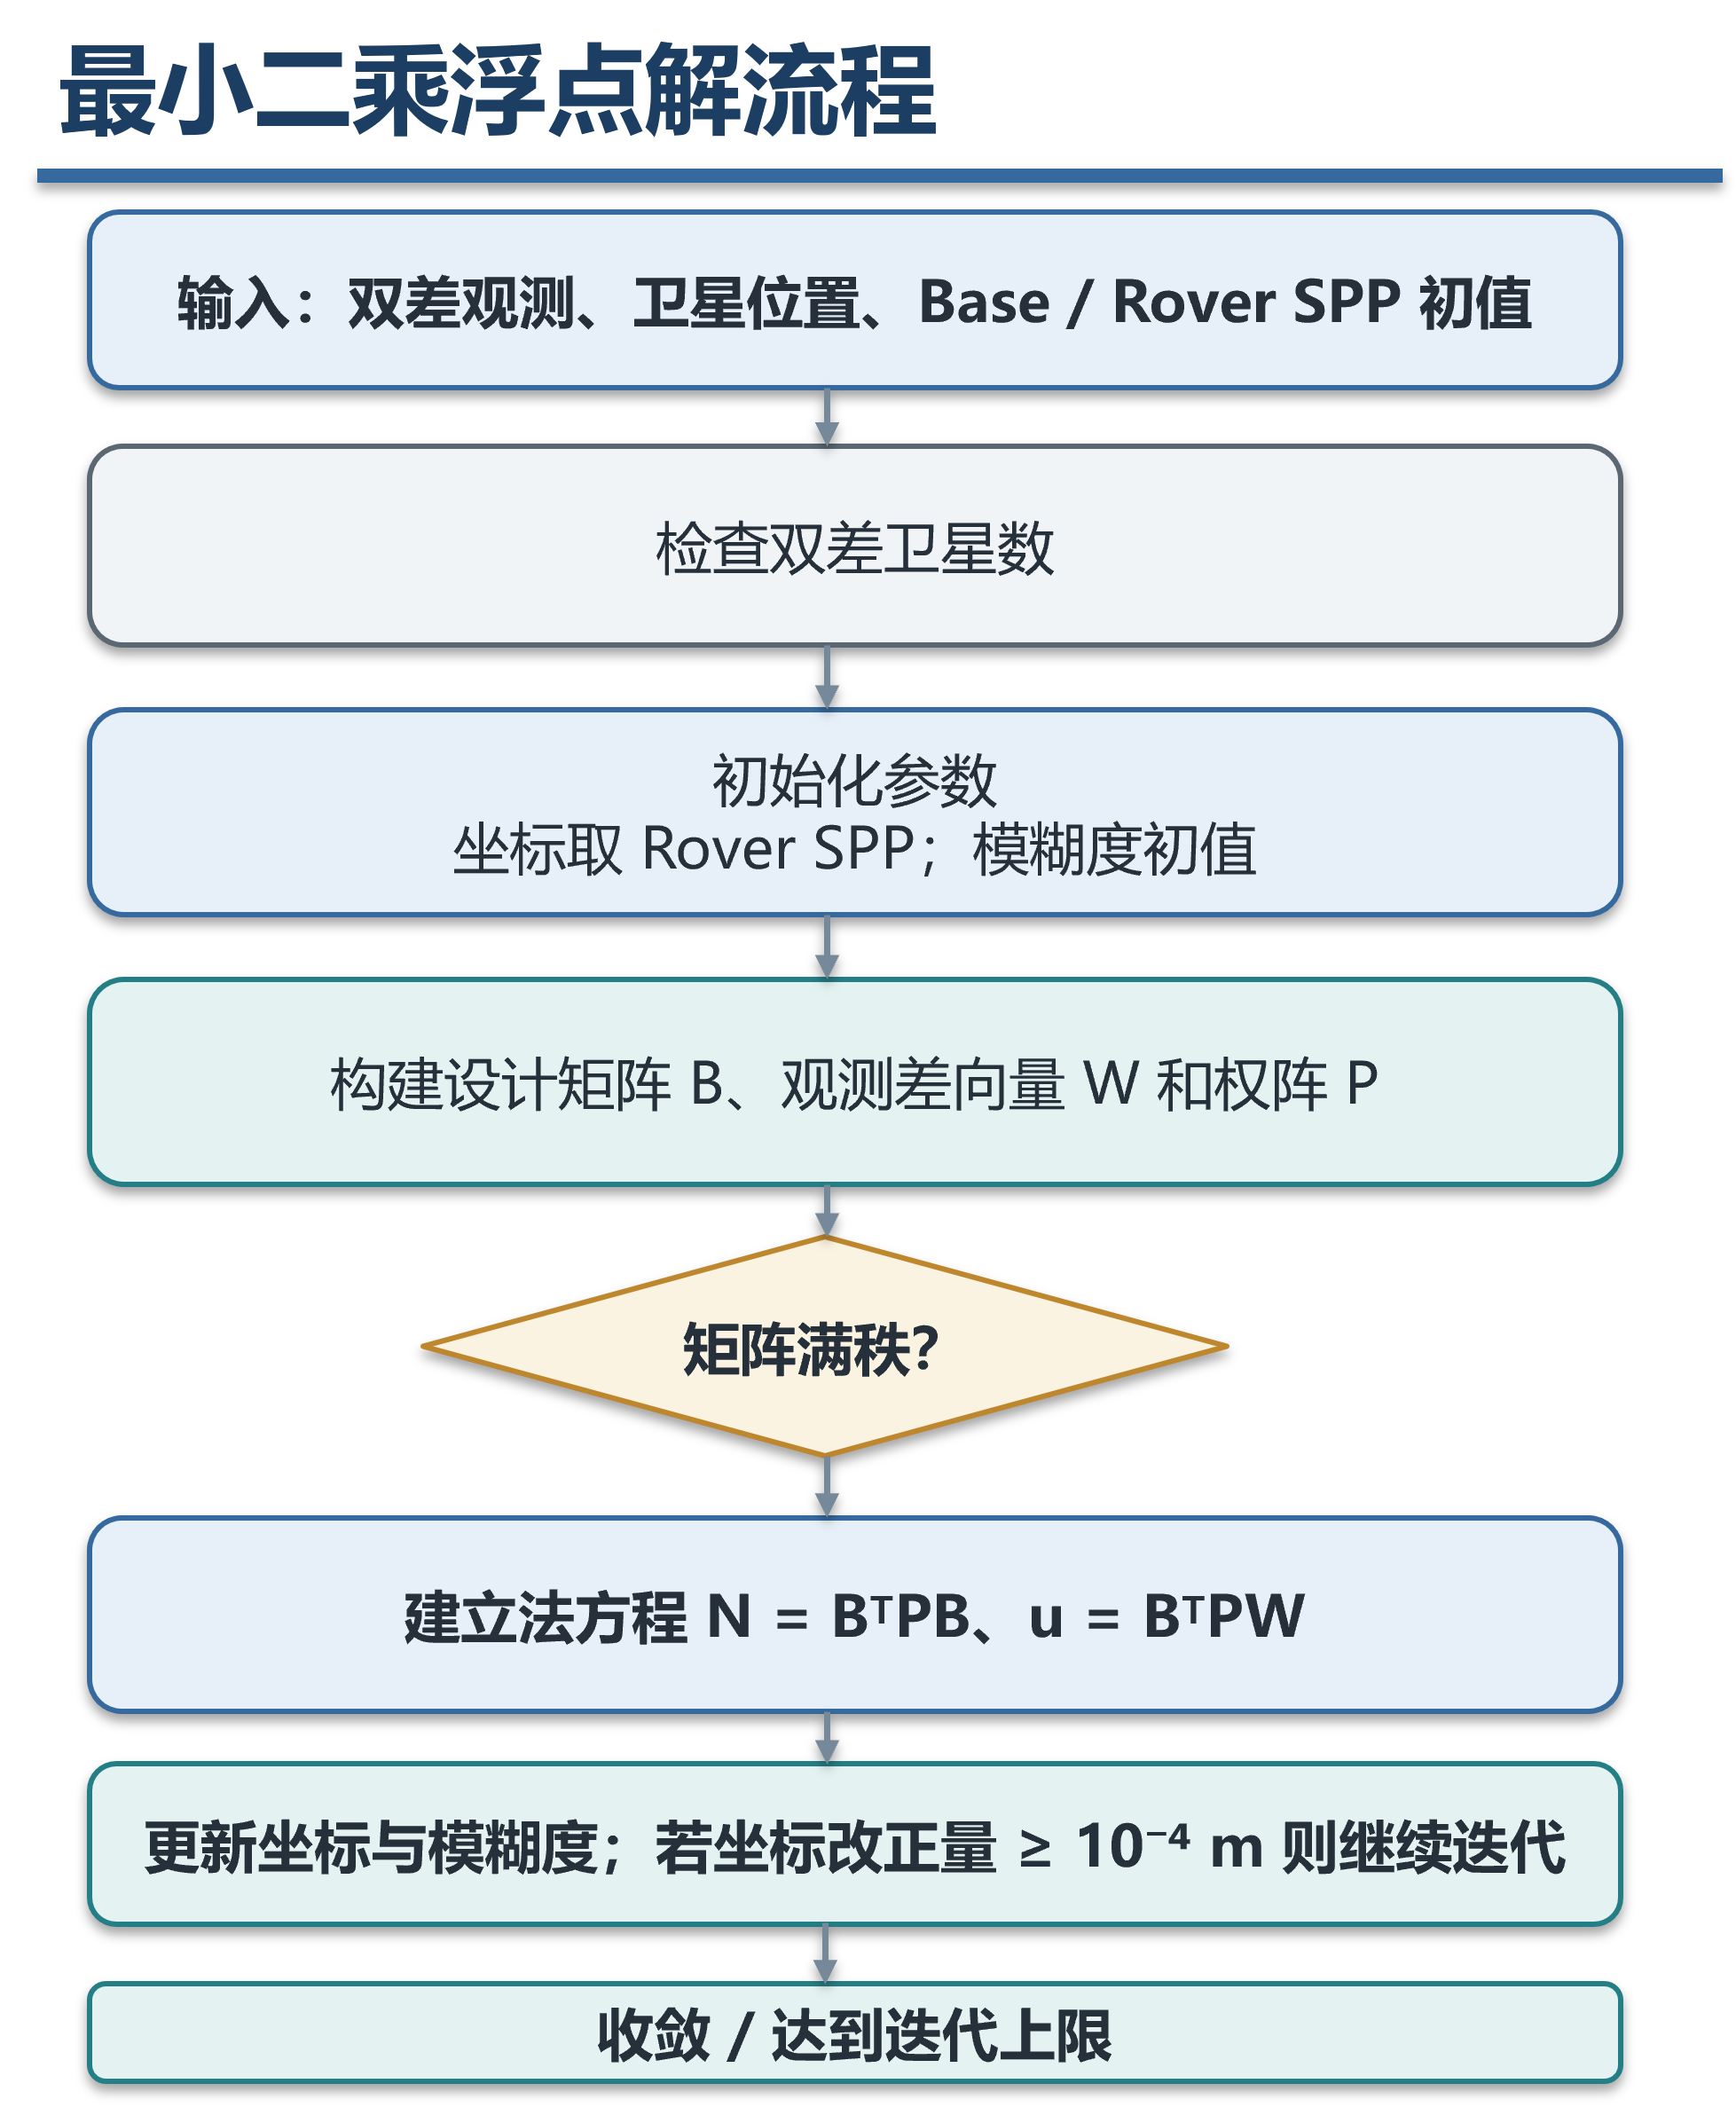 最小二乘浮点解流程
输入：双差观测、卫星位置、Base / Rover SPP 初值
检查双差卫星数
初始化参数
坐标取 Rover SPP；模糊度初值
构建设计矩阵 B、观测差向量 W 和权阵 P
矩阵满秩？
建立法方程 N = BᵀPB、u = BᵀPW
更新坐标与模糊度；若坐标改正量 ≥ 10⁻⁴ m 则继续迭代
收敛 / 达到迭代上限